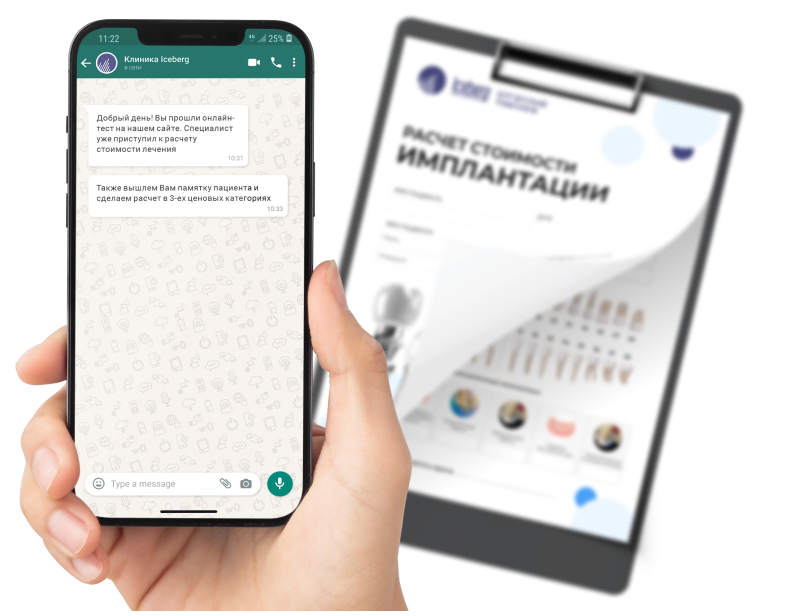 11:22
4G
25%
Клиника Iceberg
в сети
Добрый день! Вы прошли онлайн-
тест на нашем сайте. Специалист
уже приступил к расчету
стоимости лечения
10:31
Также вышлем Вам памятку пациента и
сделаем расчет в 3-ех ценовых категориях
10:33
Type a message
РАСЧЕТ СТОИМОСТИ
ИМПЛАНТАЦИИ